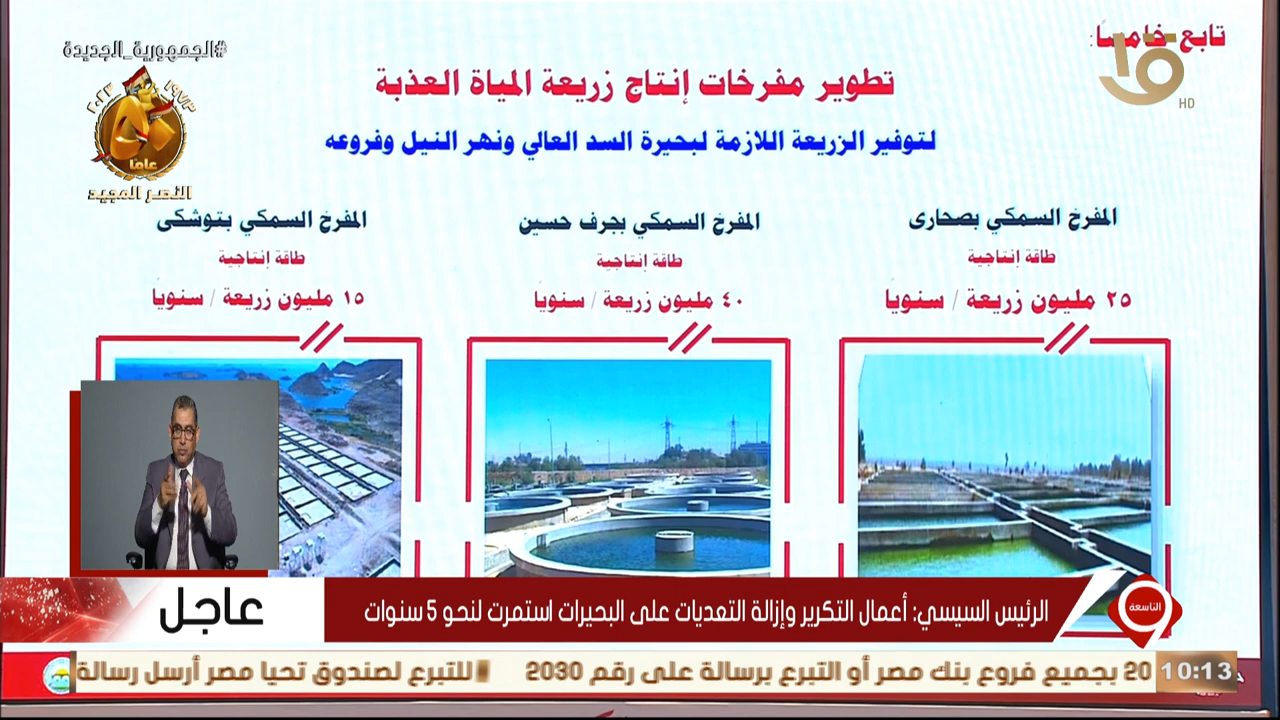 تابع خامساً:
#الجمهورية_الجديدة
HD
١٩٧٣
٢٠٢٣
عامًا
النصر المجيد
تطوير مفرخات إنتاج زريعة المياة العذبة
لتوفير الزريعة اللازمة لبحيرة السد العالي ونهر النيل وفروعه
المفرخ السمكي بصحارى
طاقة إنتاجية
٢٥ مليون زريعة / سنوياً
المفرخ السمكي بجرف حسين
طاقة إنتاجية
٤٠ مليون زريعة / سنوياً
المفرخ السمكي بتوشكى
طاقة إنتاجية
١٥ مليون زريعة / سنوياً
التاسعة
الرئيس السيسي: أعمال التكرير وإزالة التعديات على البحيرات استمرت لنحو 5 سنوات
عاجل
10:13
20 بجميع فروع بنك مصر أو التبرع برسالة على رقم 2030
للتبرع لصندوق تحيا مصر أرسل رسالة